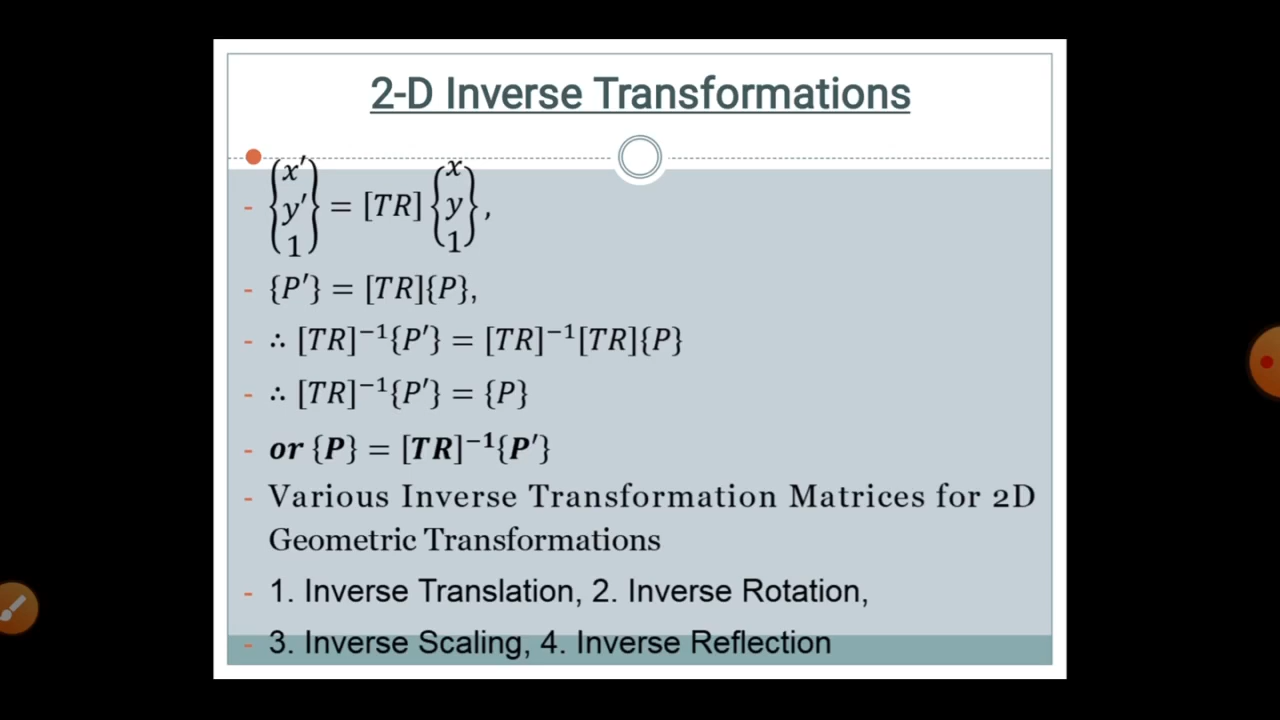 2-D Inverse Transformations
- {x′ y′ 1} = [TR] {x y 1},
- {P′} = [TR]{P},
- ∴ [TR]⁻¹{P′} = [TR]⁻¹[TR]{P}
- ∴ [TR]⁻¹{P′} = {P}
- or {P} = [TR]⁻¹{P′}
- Various Inverse Transformation Matrices for 2D
Geometric Transformations
- 1. Inverse Translation, 2. Inverse Rotation,
- 3. Inverse Scaling, 4. Inverse Reflection